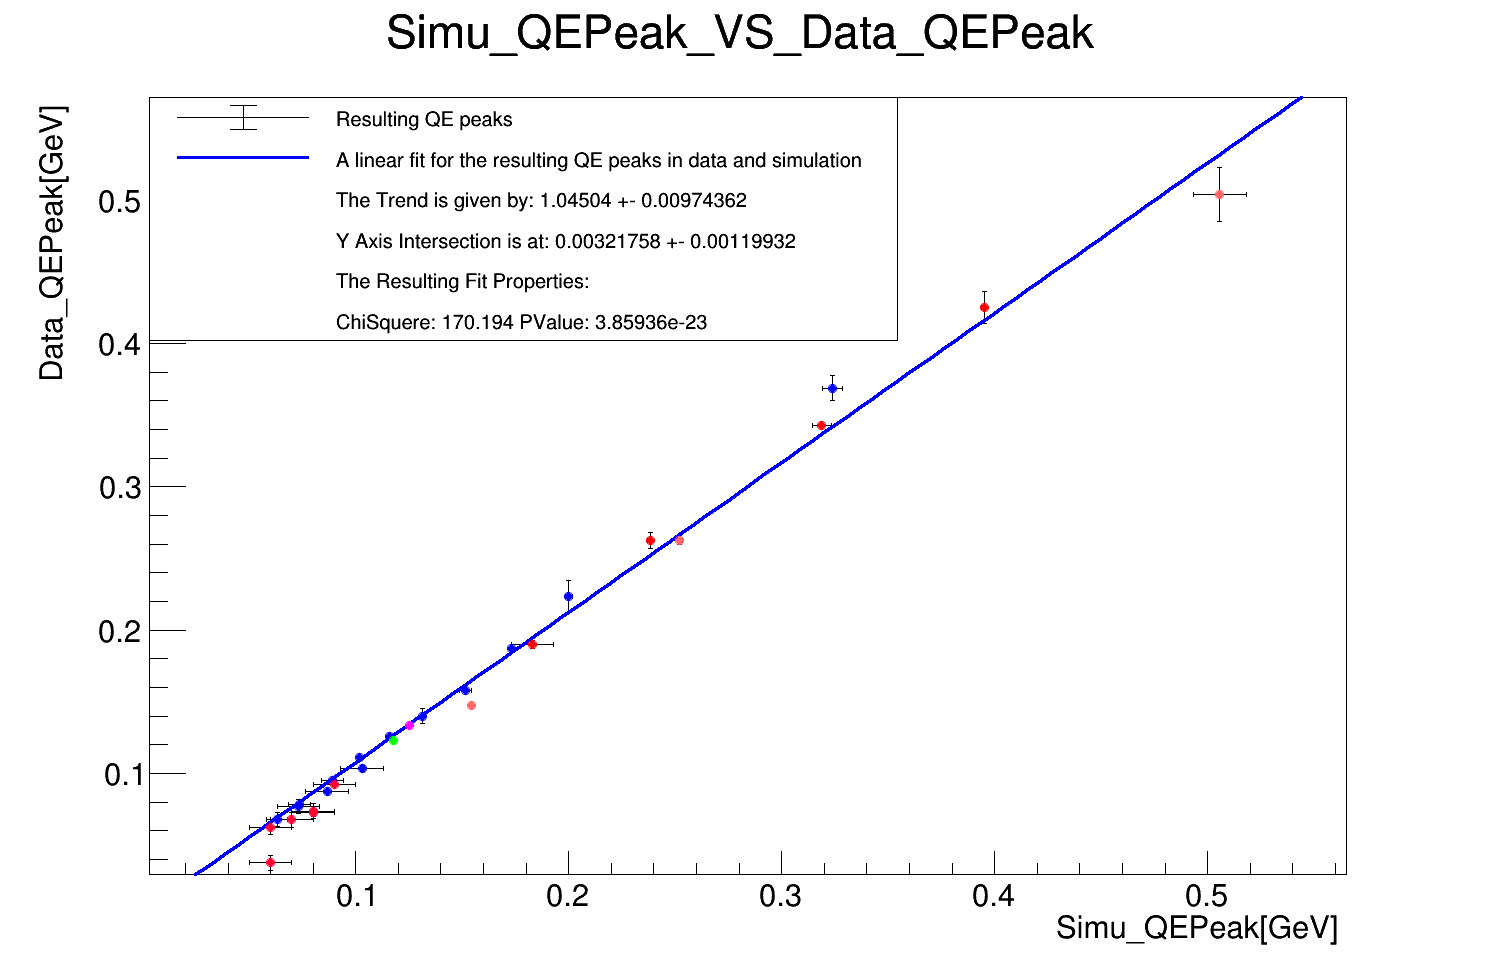 Simu_QEPeak_VS_Data_QEPeak
Data_QEPeak[GeV]
Resulting QE peaks
A linear fit for the resulting QE peaks in data and simulation
The Trend is given by: 1.04504 +- 0.00974362
Y Axis Intersection is at: 0.00321758 +- 0.00119932
The Resulting Fit Properties:
ChiSquere: 170.194 PValue: 3.85936e-23
0.5
0.4
0.3
0.2
0.1
0.1 0.2 0.3 0.4 0.5
Simu_QEPeak[GeV]